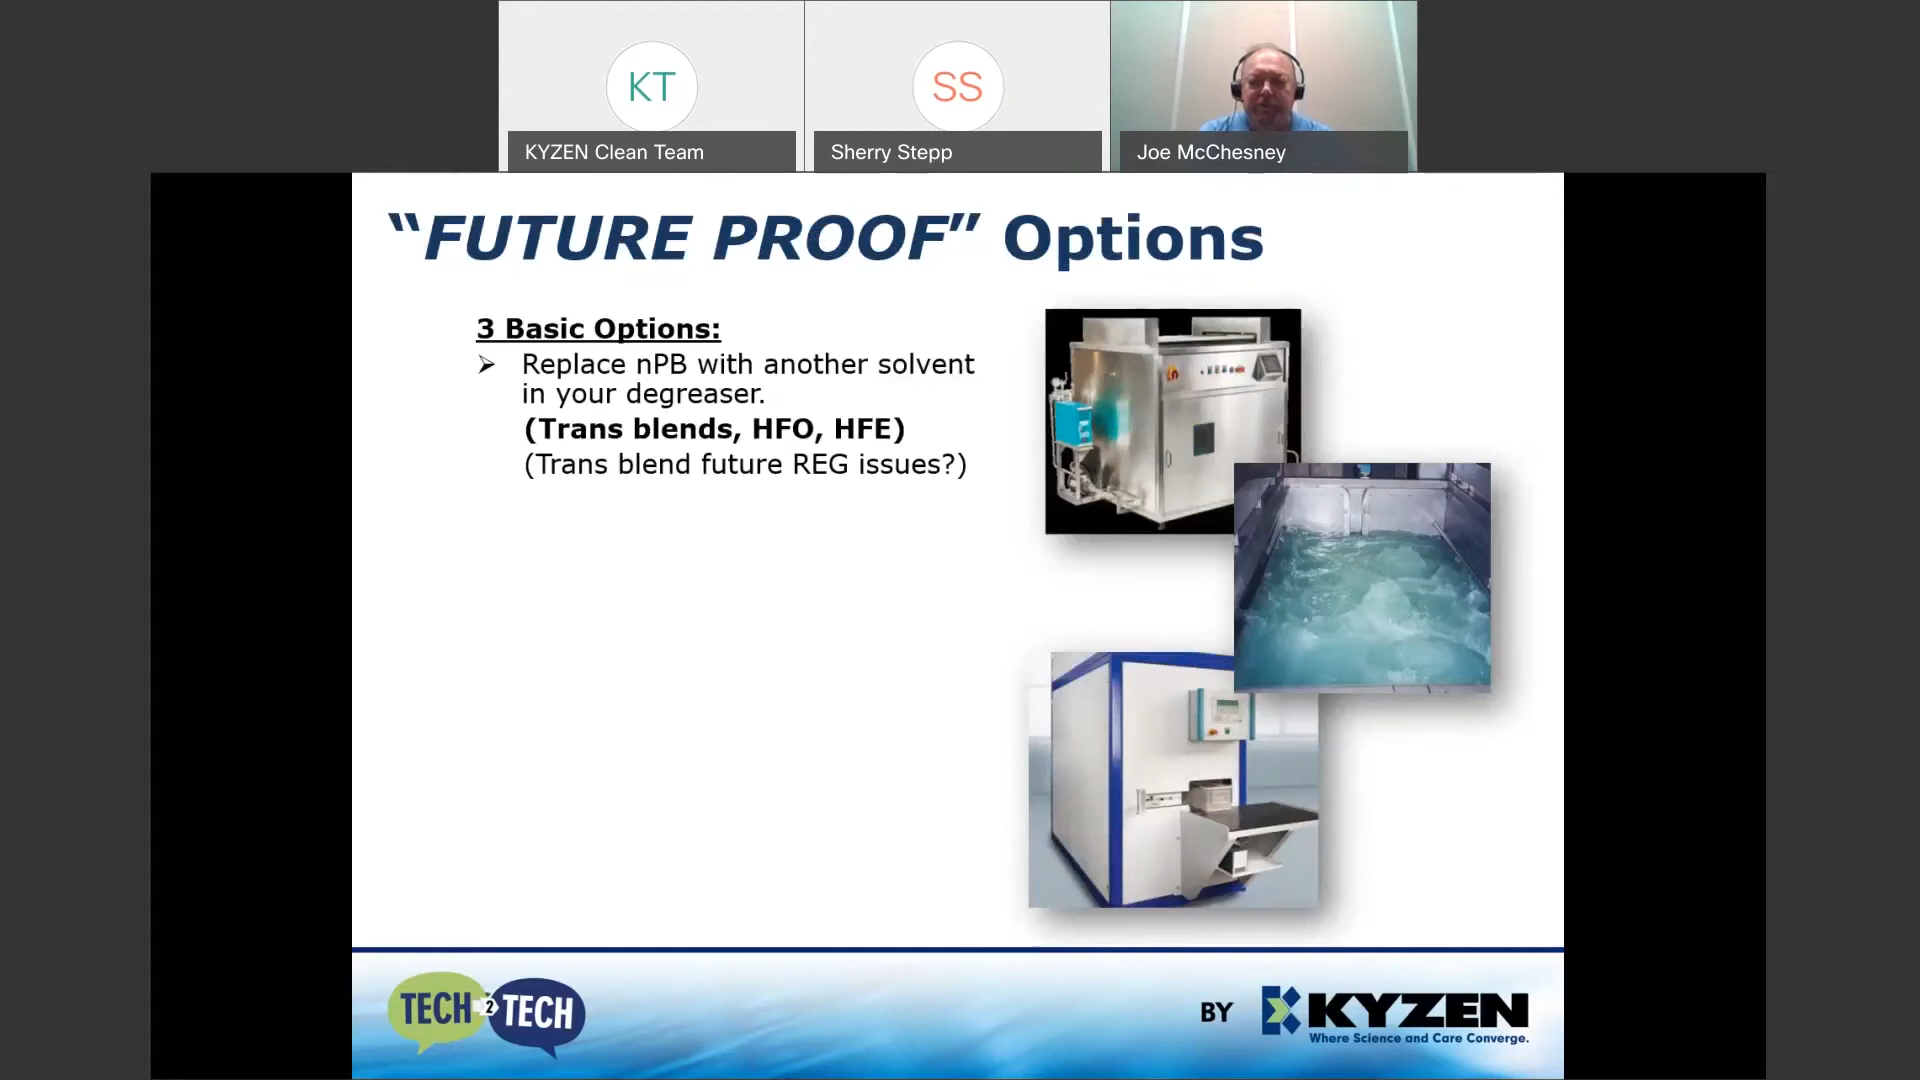 KT
SS
KYZEN Clean Team
Sherry Stepp
Joe McChesney
“FUTURE PROOF” Options
3 Basic Options:
➢ Replace nPB with another solvent
in your degreaser.
(Trans blends, HFO, HFE)
(Trans blend future REG issues?)
TECH 2 TECH
BY KYZEN
Where Science and Care Converge.